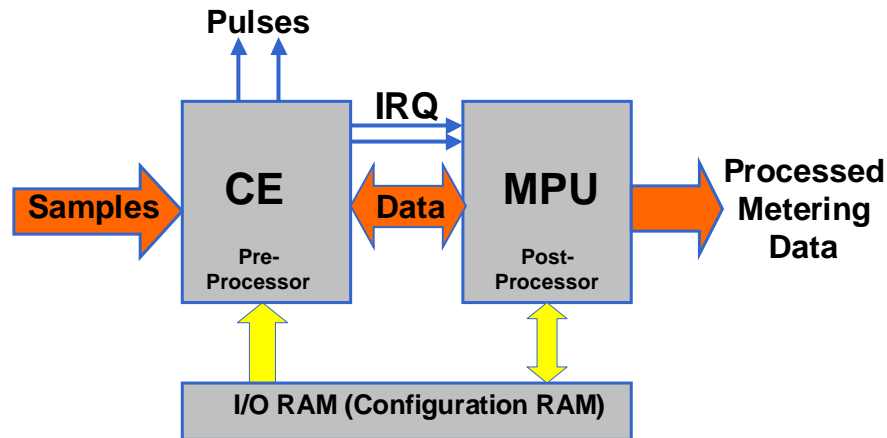 Pulses
IRQ
Samples
CE
Data
MPU
Processed
Metering
Data
Pre-
Processor
Post-
Processor
I/O RAM (Configuration RAM)